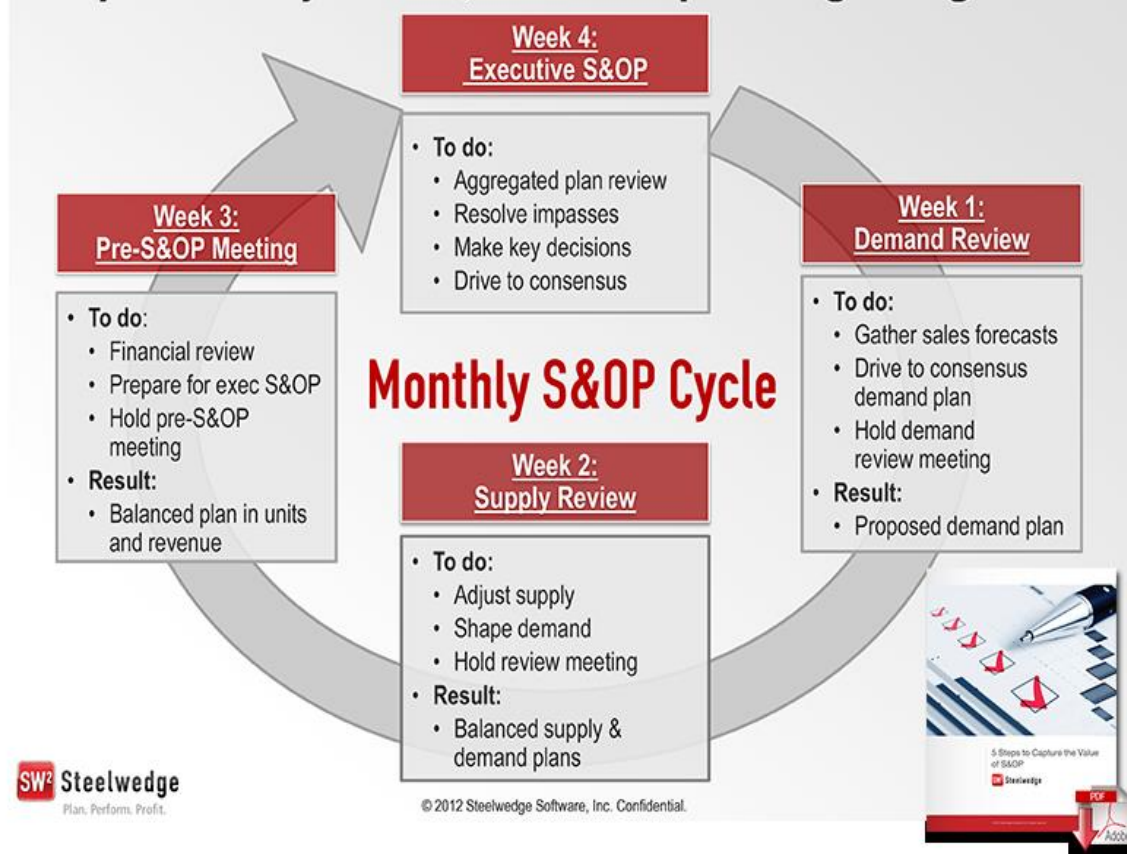 Week 4:
Executive S&OP
• To do:
• Aggregated plan review
• Resolve impasses
• Make key decisions
• Drive to consensus
Week 1:
Demand Review
• To do:
• Gather sales forecasts
• Drive to consensus
demand plan
• Hold demand
review meeting
• Result:
• Proposed demand plan
Monthly S&OP Cycle
Week 2:
Supply Review
• To do:
• Adjust supply
• Shape demand
• Hold review meeting
• Result:
• Balanced supply &
demand plans
Week 3:
Pre-S&OP Meeting
• To do:
• Financial review
• Prepare for exec S&OP
• Hold pre-S&OP
meeting
• Result:
• Balanced plan in units
and revenue
SW² Steelwedge
Plan. Perform. Profit.
© 2012 Steelwedge Software, Inc. Confidential.
5 Steps to Capture the Value
of S&OP
SW² Steelwedge
PDF
Adobe